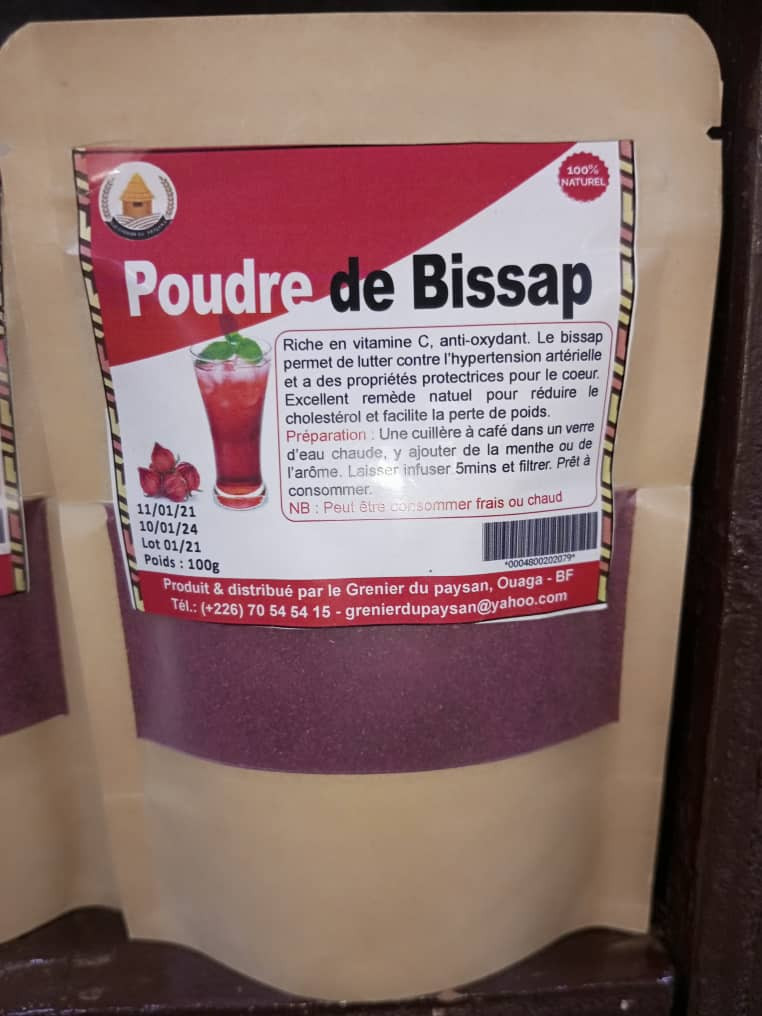 100%
NATUREL
Poudre de Bissap
Riche en vitamine C, anti-oxydant. Le bissap
permet de lutter contre l'hypertension artérielle
et a des propriétés protectrices pour le coeur.
Excellent remède natuel pour réduire le
cholestérol et facilite la perte de poids.
Préparation : Une cuillère à café dans un verre
d'eau chaude, y ajouter de la menthe ou de
l'arôme. Laisser infuser 5mins et filtrer. Prêt à
consommer.
NB : Peut être consommer frais ou chaud
11/01/21
10/01/24
Lot 01/21
Poids : 100g
*0004800202079*
Produit & distribué par le Grenier du paysan, Ouaga - BF
Tél.: (+226) 70 54 54 15 - grenierdupaysan@yahoo.com